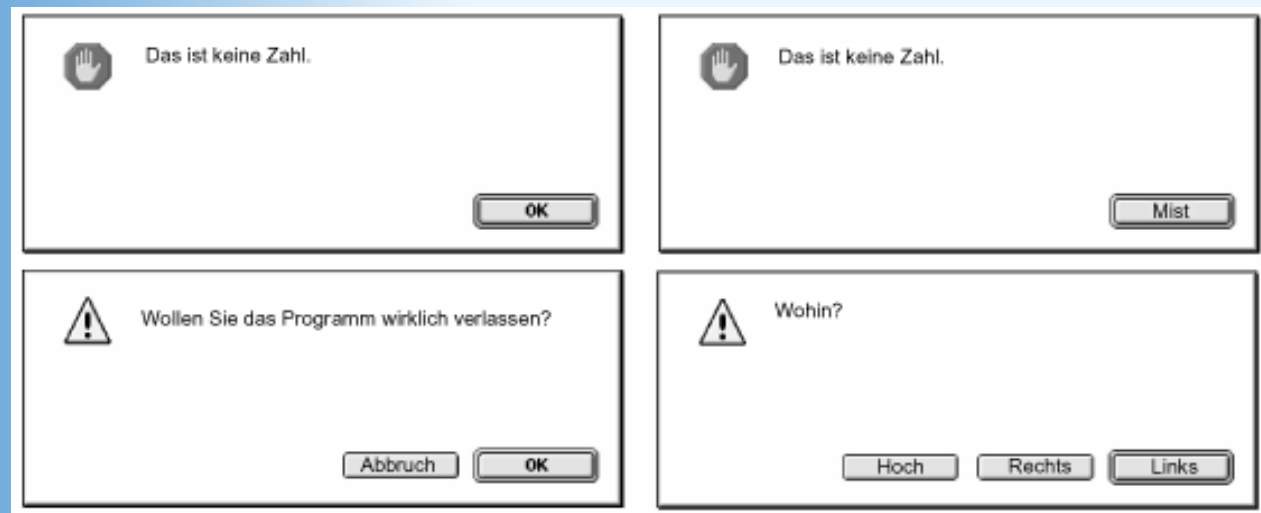 Das ist keine Zahl.
OK
Das ist keine Zahl.
Mist
Wollen Sie das Programm wirklich verlassen?
Abbruch OK
Wohin?
Hoch Rechts Links